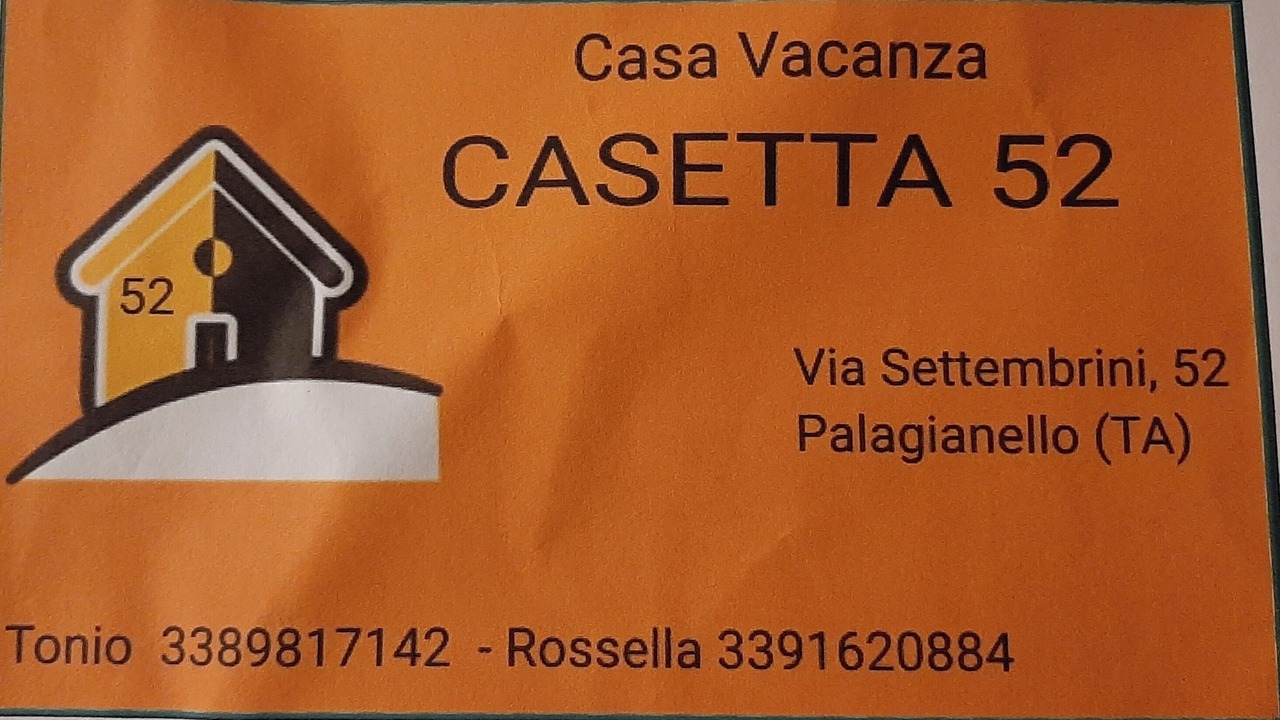 Casa Vacanza
CASETTA 52
52
Via Settembrini, 52
Palagianello (TA)
Tonio 3389817142 - Rossella 3391620884